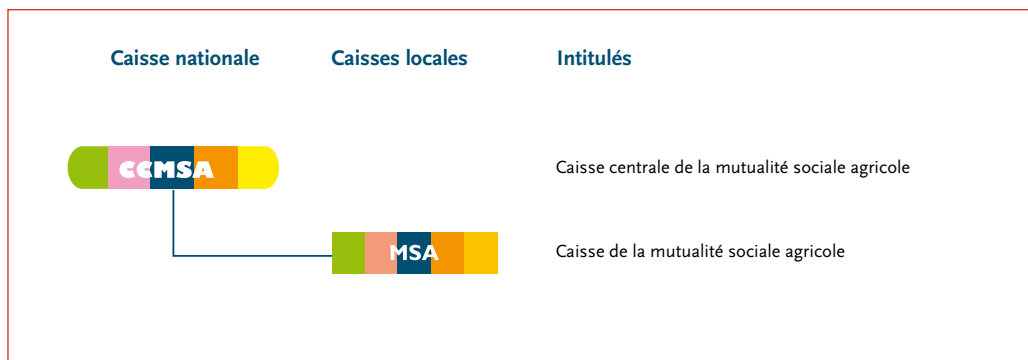 Caisse nationale Caisses locales Intitulés
CCMSA Caisse centrale de la mutualité sociale agricole
MSA Caisse de la mutualité sociale agricole